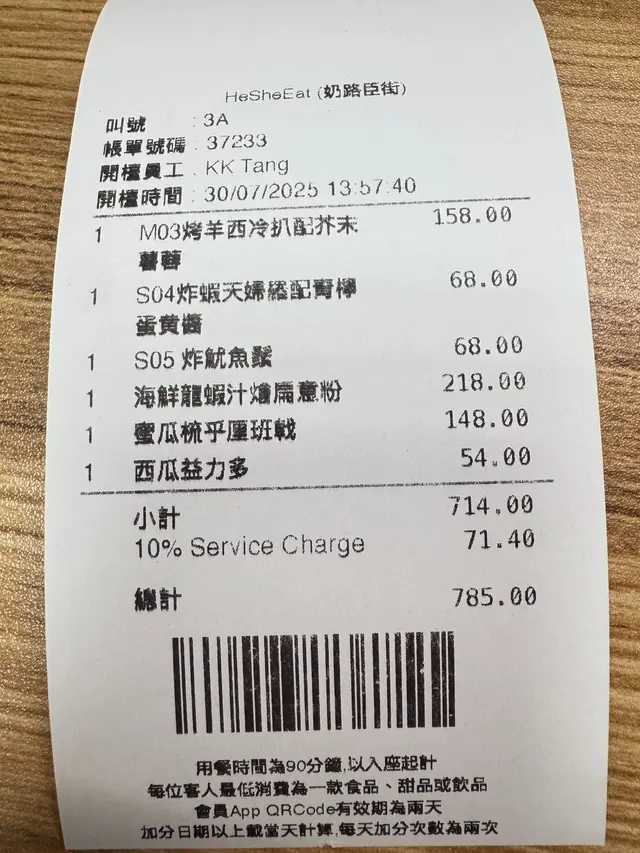 HeSheEat (奶路臣街)
叫號 : 3A
帳單號碼 : 37233
開檯員工 : KK Tang
開檯時間 : 30/07/2025 13:57:40
1 M03烤羊西冷扒配芥末 158.00
薯蓉
1 S04炸蝦天婦羅配青檸 68.00
蛋黄醬
1 S05 炸魷魚鬚 68.00
1 海鮮龍蝦汁燴扁意粉 218.00
1 蜜瓜梳乎厘班戟 148.00
1 西瓜益力多 54.00
小計 714.00
10% Service Charge 71.40
總計 785.00
用餐時間為90分鐘,以入座起計
每位客人最低消費為一款食品、甜品或飲品
會員App QRCode有效期為兩天
加分日期以上載當天計算,每天加分次數為兩次